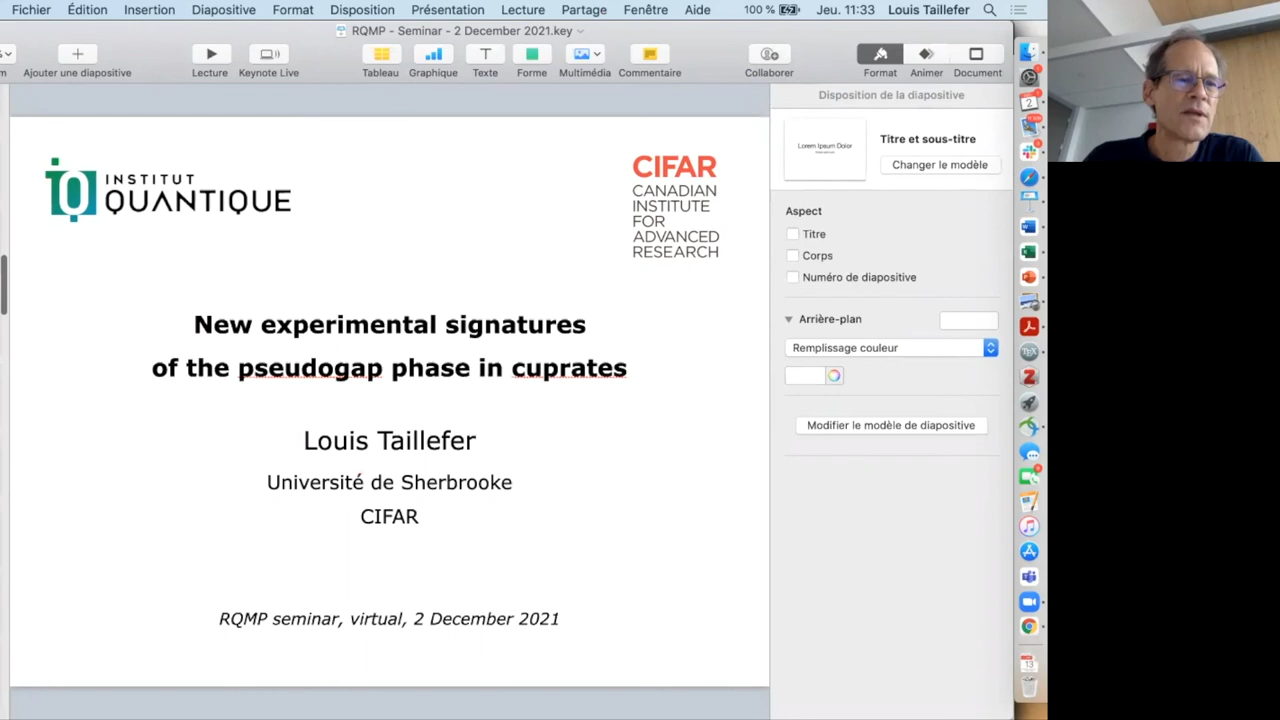 Fichier Édition Insertion Diapositive Format Disposition Présentation Lecture Partage Fenêtre Aide 100 % Jeu. 11:33 Louis Taillefer
RQMP - Seminar - 2 December 2021.key
Ajouter une diapositive Lecture Keynote Live Tableau Graphique Texte Forme Multimédia Commentaire Collaborer Format Animer Document
Disposition de la diapositive
Lorem Ipsum Dolor
Titre et sous-titre
Changer le modèle
Aspect
Titre
Corps
Numéro de diapositive
Arrière-plan
Remplissage couleur
Modifier le modèle de diapositive
INSTITUT
QUANTIQUE
CIFAR
CANADIAN
INSTITUTE
FOR
ADVANCED
RESEARCH
New experimental signatures
of the pseudogap phase in cuprates
Louis Taillefer
Université de Sherbrooke
CIFAR
RQMP seminar, virtual, 2 December 2021